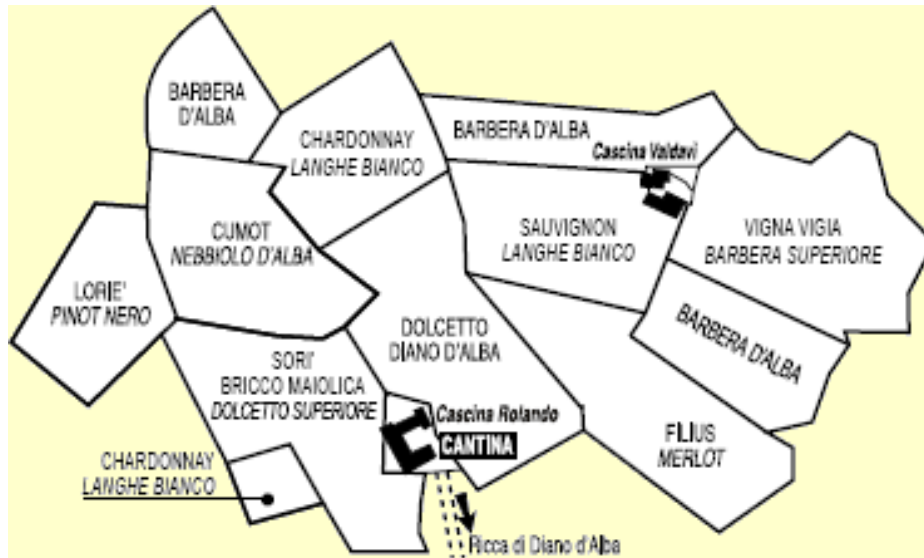 BARBERA
D'ALBA
CHARDONNAY
LANGHE BIANCO
BARBERA D'ALBA
Cascina Valdavi
CUMOT
NEBBIOLO D'ALBA
SAUVIGNON
LANGHE BIANCO
VIGNA VIGIA
BARBERA SUPERIORE
LORIE'
PINOT NERO
DOLCETTO
DIANO D'ALBA
BARBERA D'ALBA
SORI'
BRICCO MAIOLICA
DOLCETTO SUPERIORE
Cascina Rolando
CANTINA
FILIUS
MERLOT
CHARDONNAY
LANGHE BIANCO
Ricca di Diano d'Alba